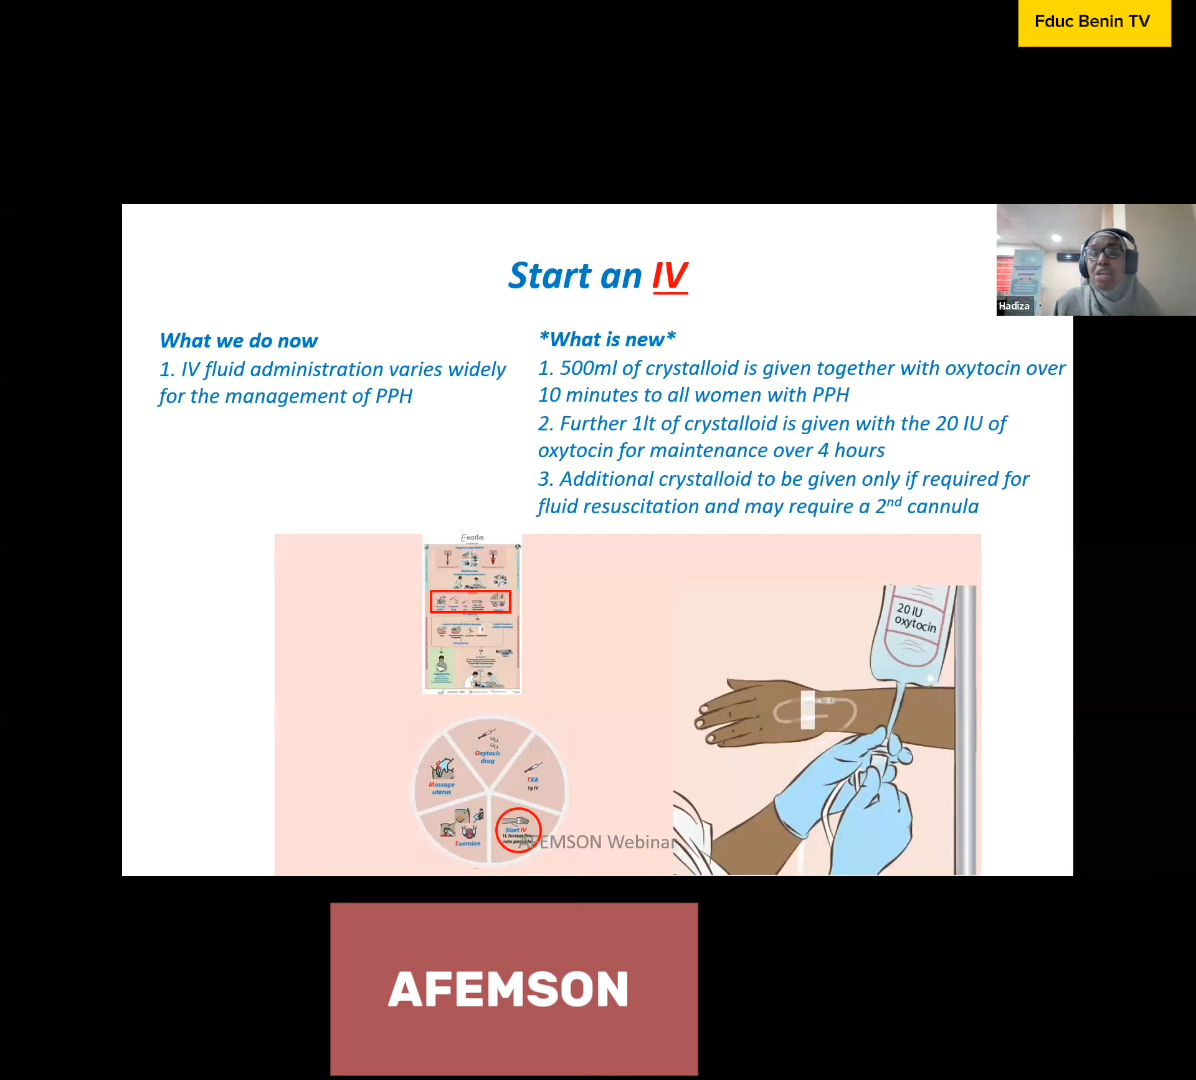 Fduc Benin TV
Start an IV
Hadiza
What we do now
1. IV fluid administration varies widely
for the management of PPH
*What is new*
1. 500ml of crystalloid is given together with oxytocin over
10 minutes to all women with PPH
2. Further 1lt of crystalloid is given with the 20 IU of
oxytocin for maintenance over 4 hours
3. Additional crystalloid to be given only if required for
fluid resuscitation and may require a 2nd cannula
20 IU
oxytocin
Oxytocic
drug
Massage
uterus
TXA
1g IV
Examine
Start IV
AFEMSON Webinar
AFEMSON